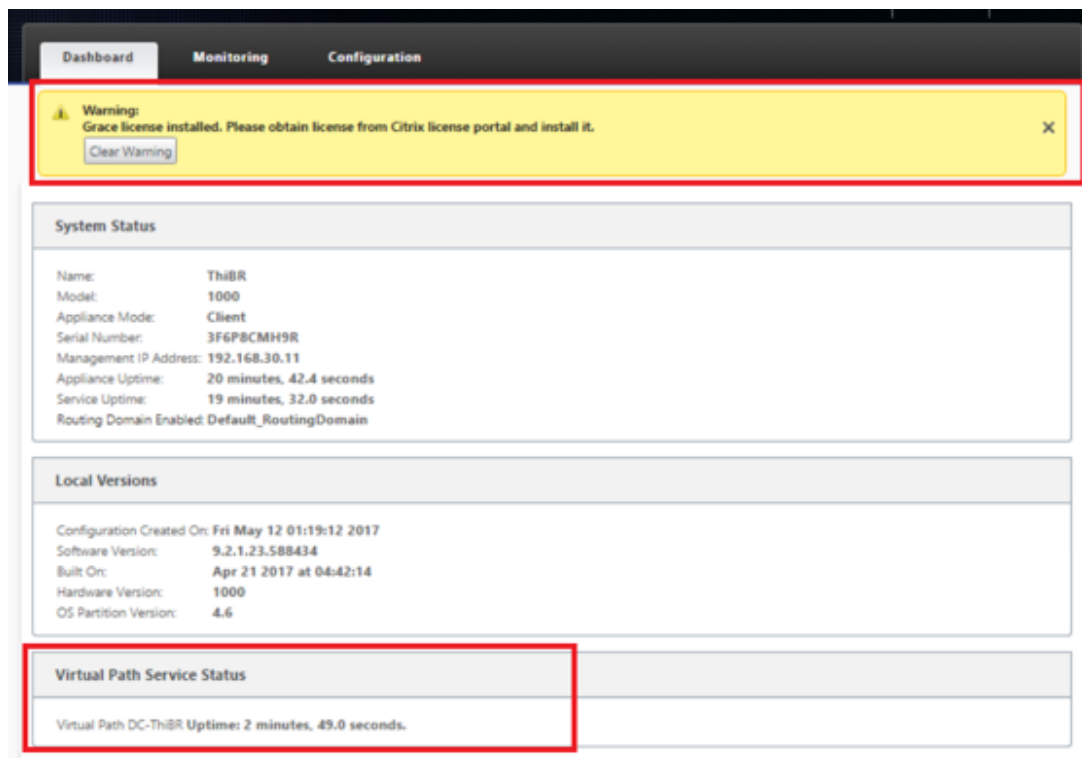 Dashboard Monitoring Configuration
Warning:
Grace license installed. Please obtain license from Citrix license portal and install it.
Clear Warning
System Status
Name: ThiBR
Model: 1000
Appliance Mode: Client
Serial Number: 3F6P8CMH9R
Management IP Address: 192.168.30.11
Appliance Uptime: 20 minutes, 42.4 seconds
Service Uptime: 19 minutes, 32.0 seconds
Routing Domain Enabled: Default_RoutingDomain
Local Versions
Configuration Created On: Fri May 12 01:19:12 2017
Software Version: 9.2.1.23.588434
Built On: Apr 21 2017 at 04:42:14
Hardware Version: 1000
OS Partition Version: 4.6
Virtual Path Service Status
Virtual Path DC-ThiBR Uptime: 2 minutes, 49.0 seconds.